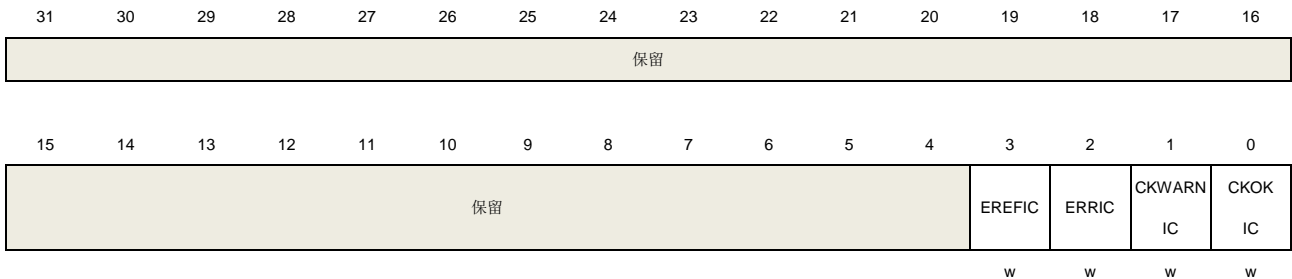 31 30 29 28 27 26 25 24 23 22 21 20 19 18 17 16
保留
15 14 13 12 11 10 9 8 7 6 5 4 3 2 1 0
保留 EREFIC ERRIC CKWARN IC CKOK IC
w w w w